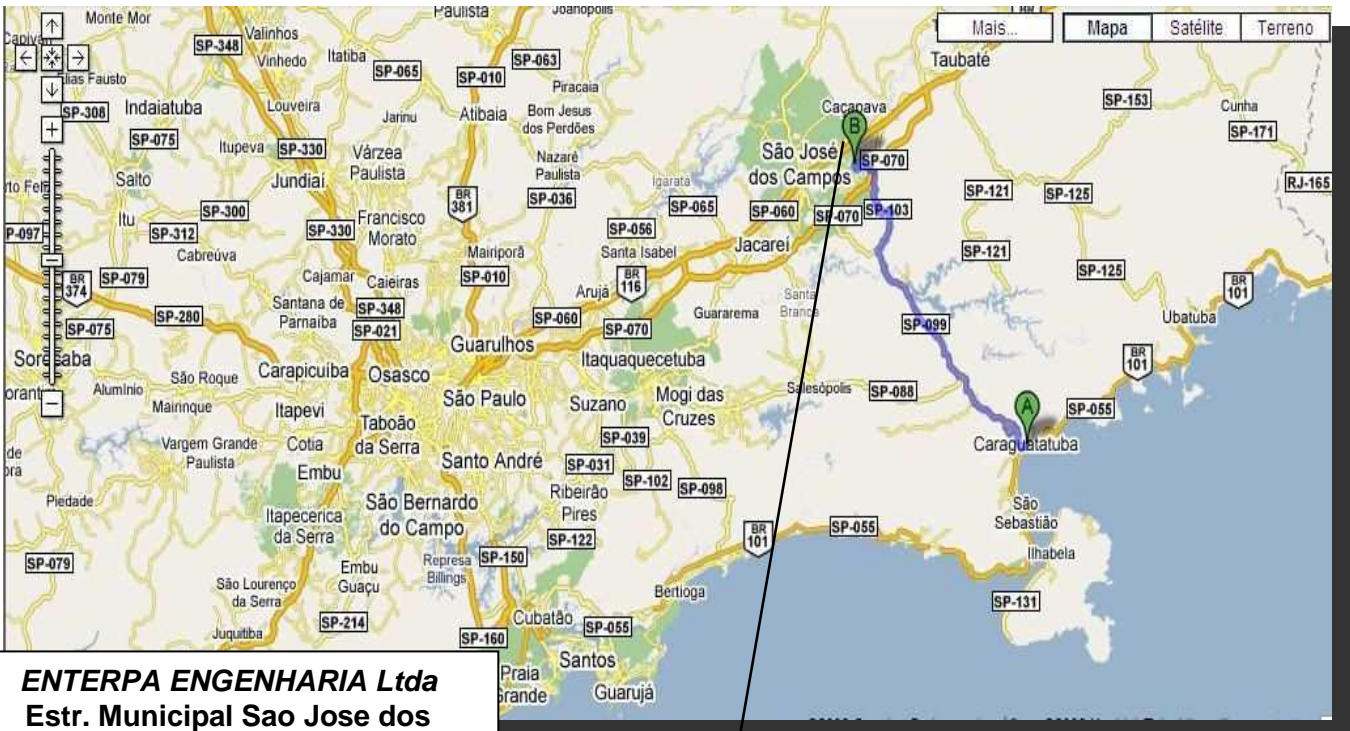 Monte Mor
Valinhos
Vinhedo
SP-348
Itatiba
SP-065
Paulista
Joanópolis
SP-010
SP-063
Piracaia
Mais...
Mapa
Satélite
Terreno
Taubaté
Elias Fausto
SP-308
Indaiatuba
SP-075
Louveira
Jarinu
Atibaia
Bom Jesus
dos Perdões
Caçapava
SP-153
Cunha
SP-171
Itupeva
SP-330
Várzea
Paulista
Nazaré
Paulista
São José
dos Campos
B
SP-070
Salto
Jundiaí
BR
381
SP-036
Igaratá
SP-065
SP-060
SP-070
SP-103
SP-121
SP-125
RJ-165
Itu
SP-300
SP-312
SP-330
Francisco
Morato
SP-056
P-097
Cabreúva
Mairiporã
Santa Isabel
Jacareí
SP-121
BR
374
SP-079
Cajamar
Caieiras
SP-010
Arujá
BR
116
SP-125
BR
101
Santana de
Parnaíba
SP-348
Guararema
Santa
Branca
SP-075
SP-280
SP-021
SP-060
SP-070
SP-099
Ubatuba
Guarulhos
Itaquaquecetuba
BR
101
Sorocaba
São Roque
Carapicuíba
Osasco
Alumínio
Mairinque
Itapevi
São Paulo
Suzano
Mogi das
Cruzes
Salesópolis
SP-088
A
SP-055
Taboão
da Serra
Cotia
SP-039
Caraguatatuba
Vargem Grande
Paulista
Embu
Santo André
SP-031
SP-102
SP-098
Piedade
Itapecerica
da Serra
São Bernardo
do Campo
Ribeirão
Pires
SP-122
BR
101
SP-055
São
Sebastião
Ilhabela
SP-079
Embu
Guaçu
Represa
Billings
SP-150
São Lourenço
da Serra
Bertioga
SP-131
Juquitiba
SP-214
SP-160
Cubatão
SP-055
Santos
Praia
Grande
Guarujá
ENTERPA ENGENHARIA Ltda
Estr. Municipal Sao Jose dos